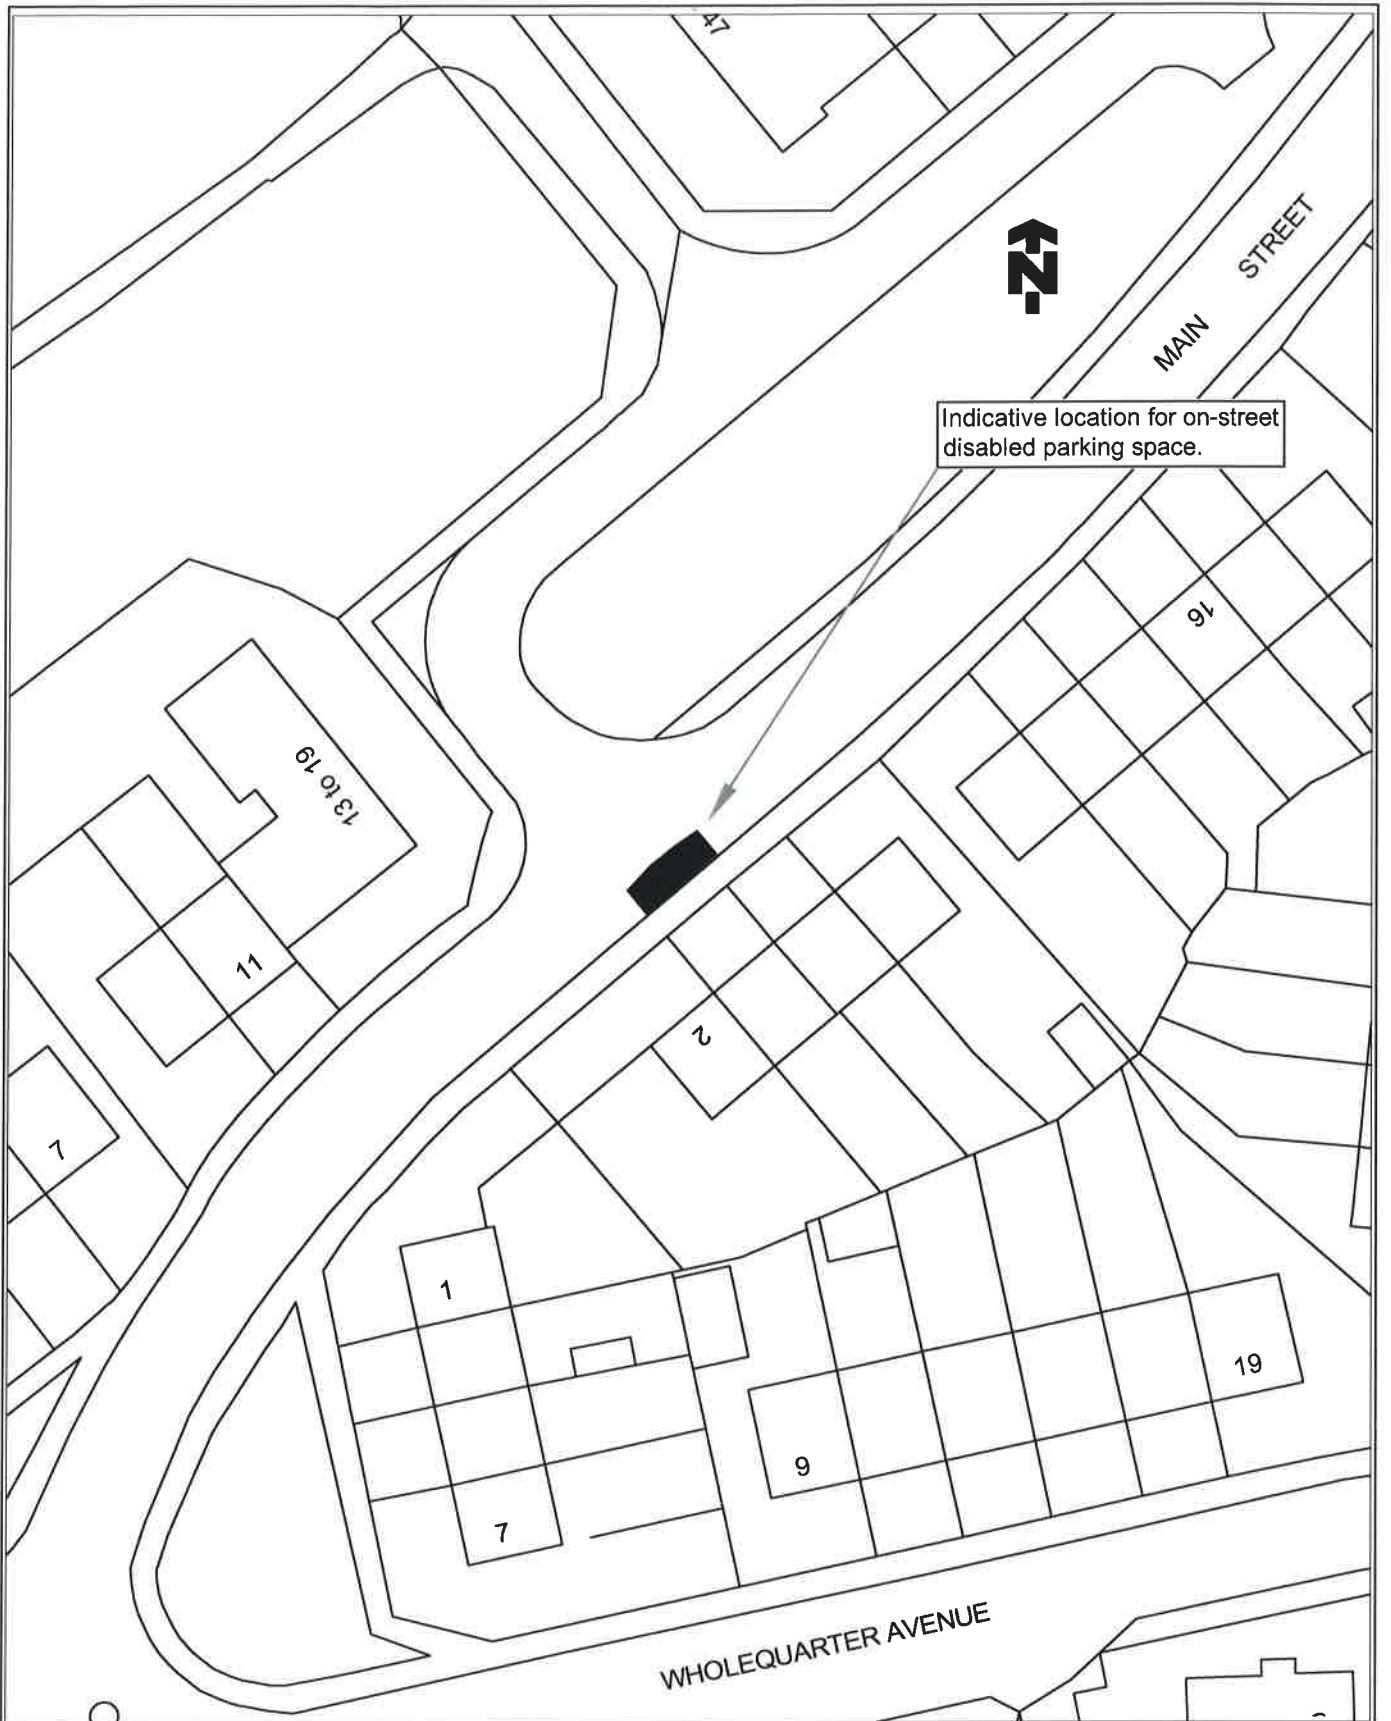 47
N
STREET
MAIN
Indicative location for on-street
disabled parking space.
16
13 to 19
11
2
7
1
19
9
7
WHOLEQUARTER AVENUE